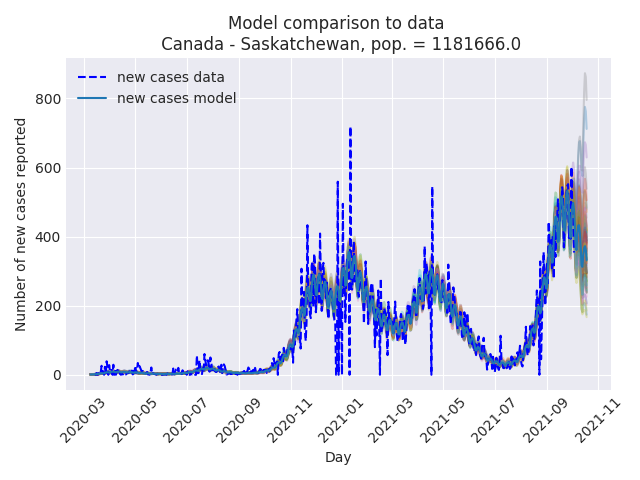 Model comparison to data
Canada - Saskatchewan, pop. = 1181666.0
new cases data
new cases model
Number of new cases reported
800
600
400
200
0
2020-03
2020-05
2020-07
2020-09
2020-11
2021-01
2021-03
2021-05
2021-07
2021-09
2021-11
Day